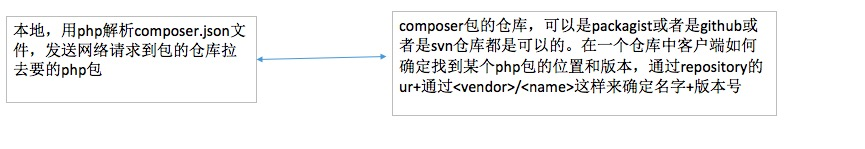 本地，用php解析composer.json文
件，发送网络请求到包的仓库拉
去要的php包
composer包的仓库，可以是packagist或者是github或
者是svn仓库都是可以的。在一个仓库中客户端如何
确定找到某个php包的位置和版本，通过repository的
ur+通过<vendor>/<name>这样来确定名字+版本号